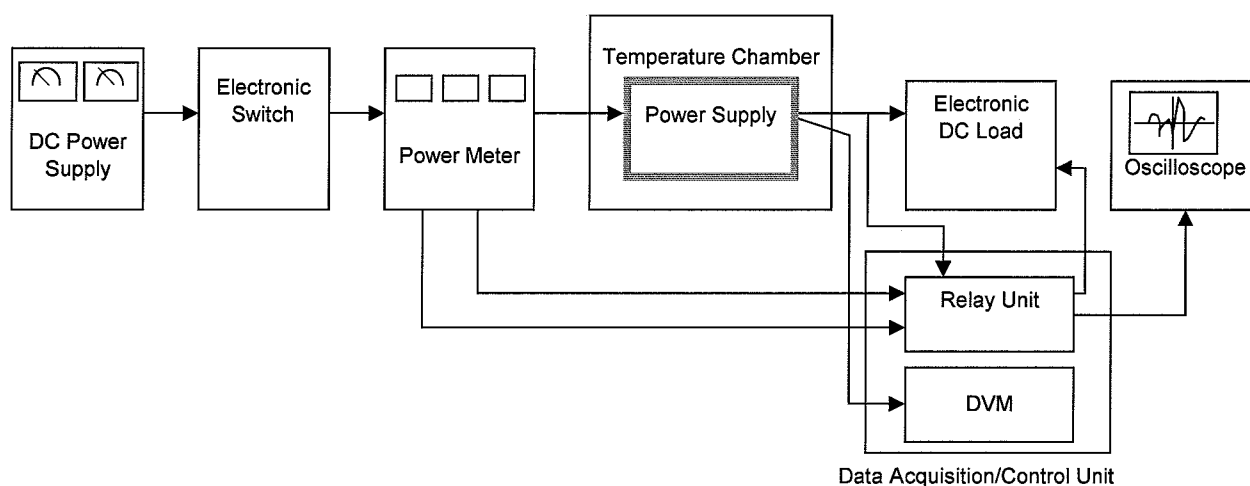 DC Power
Supply
Electronic
Switch
Power Meter
Temperature Chamber
Power Supply
Electronic
DC Load
Oscilloscope
Relay Unit
DVM
Data Acquisition/Control Unit